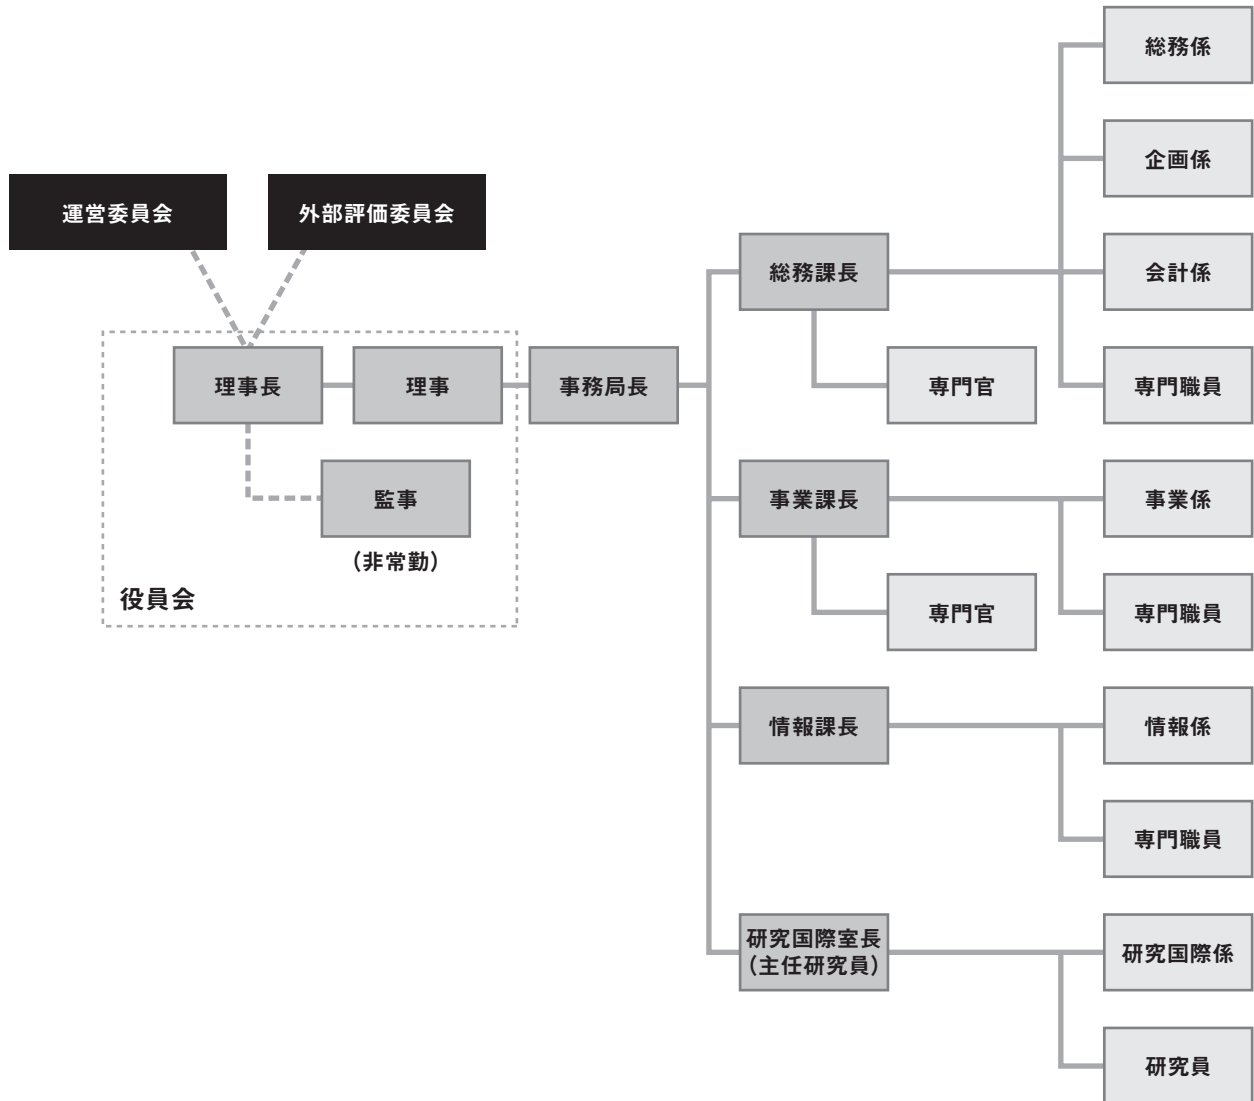 総務係
企画係
運営委員会
外部評価委員会
総務課長
会計係
理事長
理事
事務局長
専門官
専門職員
監事
(非常勤)
役員会
事業課長
事業係
専門官
専門職員
情報課長
情報係
専門職員
研究国際室長
(主任研究員)
研究国際係
研究員